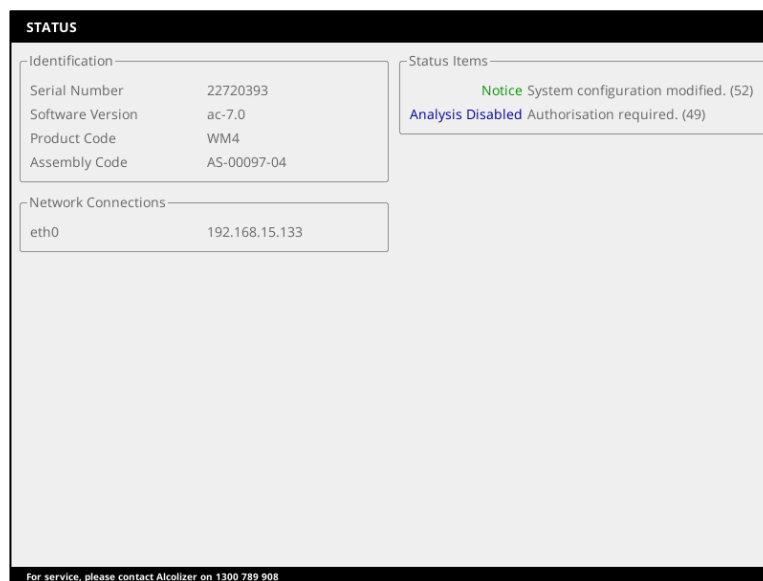 STATUS
Identification
Serial Number 22720393
Software Version ac-7.0
Product Code WM4
Assembly Code AS-00097-04
Network Connections
eth0 192.168.15.133
Status Items
Notice System configuration modified. (52)
Analysis Disabled Authorisation required. (49)
For service, please contact Alcolizer on 1300 789 908